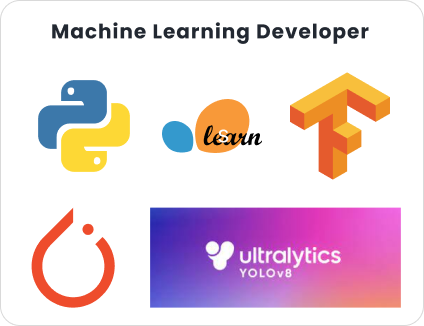 Machine Learning Developer
s
learn
ultralytics
YOLOv8